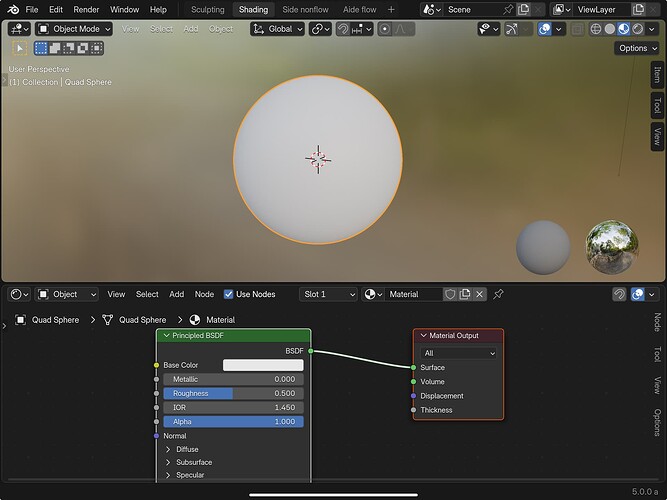 File Edit Render Window Help Sculpting Shading Side nonflow Aide flow + Scene ViewLayer
Object Mode View Select Add Object Global
Options
User Perspective
(1) Collection | Quad Sphere
Item
Tool
View
Object View Select Add Node Use Nodes Slot 1 Material
Quad Sphere > Quad Sphere > Material
Principled BSDF
BSDF
Base Color
Metallic 0.000
Roughness 0.500
IOR 1.450
Alpha 1.000
Normal
Diffuse
Subsurface
Specular
Material Output
All
Surface
Volume
Displacement
Thickness
Node
Tool
View
Options
5.0.0 a